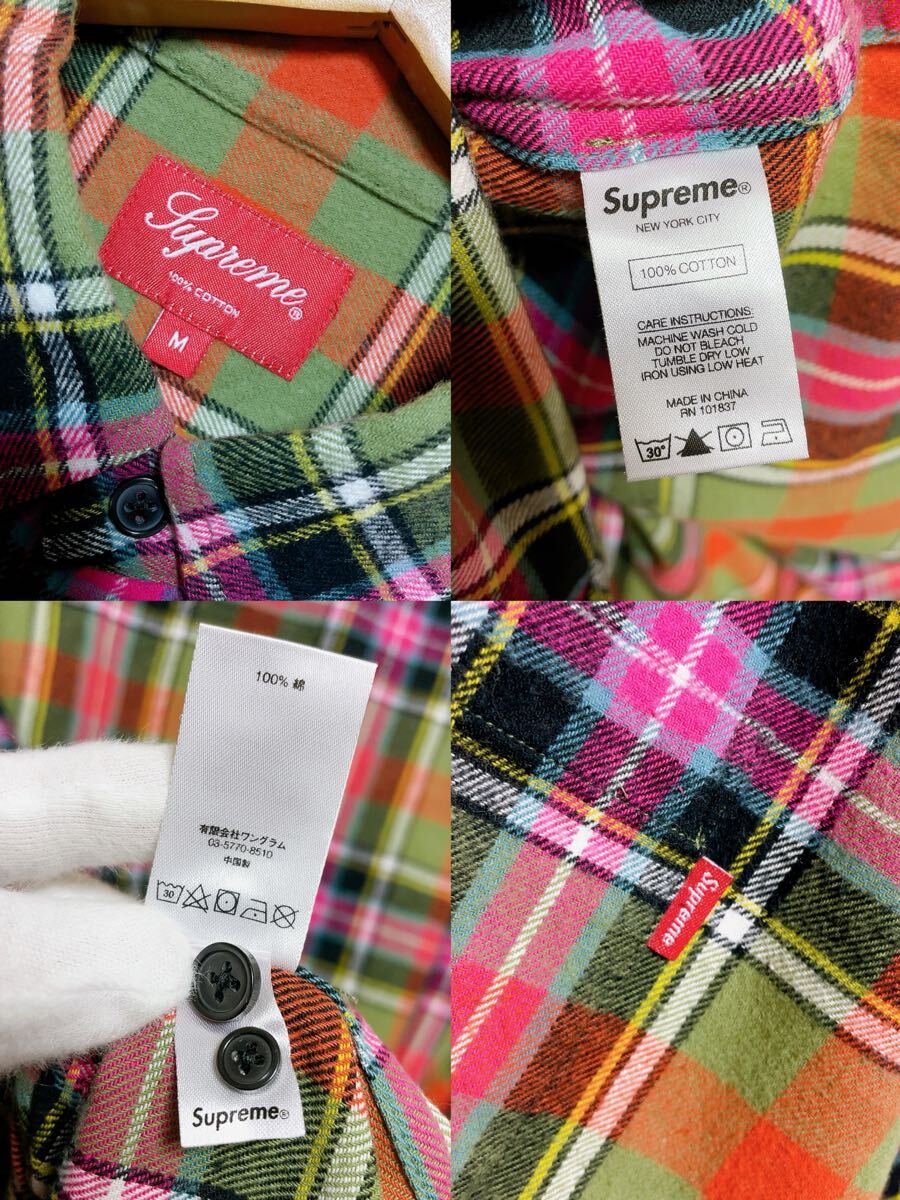 Supreme®
100% COTTON
M
Supreme®
NEW YORK CITY
100% COTTON
CARE INSTRUCTIONS:
MACHINE WASH COLD
DO NOT BLEACH
TUMBLE DRY LOW
IRON USING LOW HEAT
MADE IN CHINA
RN 101837
30°
100% 綿
有限会社ワングラム
03-5770-8510
中国製
30
Supreme®
Supreme